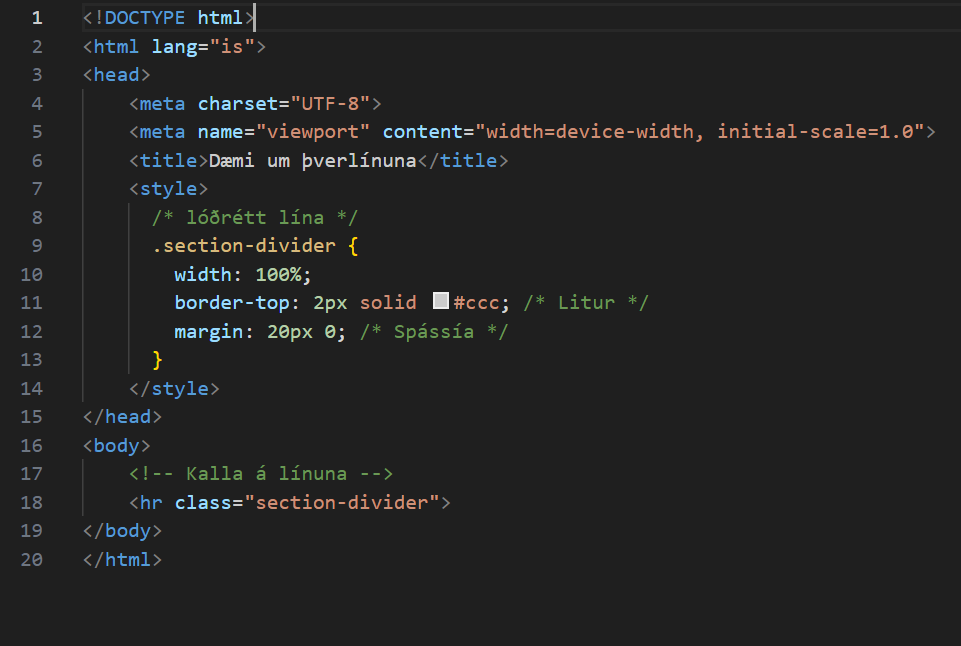 1 <!DOCTYPE html>
2 <html lang="is">
3 <head>
4     <meta charset="UTF-8">
5     <meta name="viewport" content="width=device-width, initial-scale=1.0">
6     <title>Dæmi um þverlínuna</title>
7     <style>
8       /* lóðrétt lína */
9       .section-divider {
10         width: 100%;
11         border-top: 2px solid #ccc; /* Litur */
12         margin: 20px 0; /* Spássía */
13       }
14     </style>
15 </head>
16 <body>
17     <!-- Kalla á línuna -->
18     <hr class="section-divider">
19 </body>
20 </html>